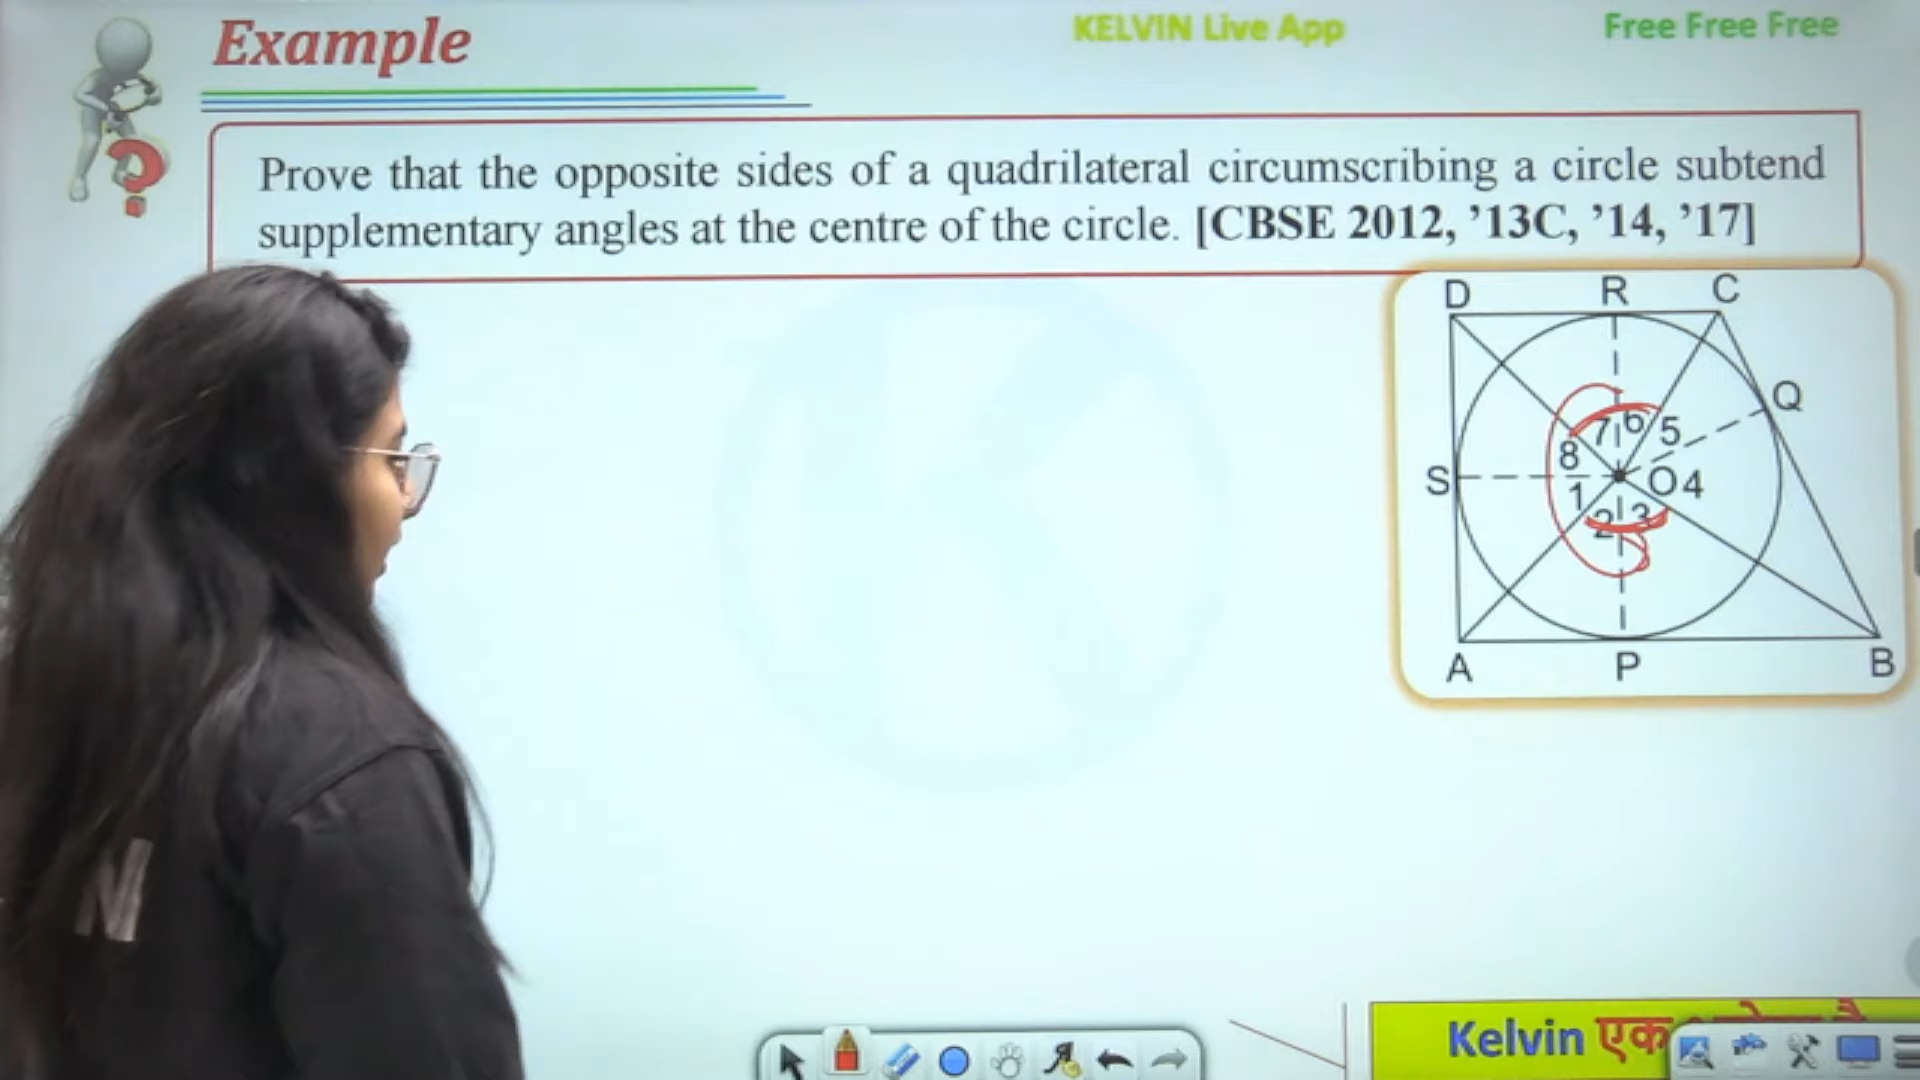 Example
KELVIN Live App
Free Free Free
Prove that the opposite sides of a quadrilateral circumscribing a circle subtend
supplementary angles at the centre of the circle. [CBSE 2012, ’13C, ’14, ’17]
D R C
Q
7 6 5
8
S O 4
1
2 3
A P B
N
Kelvin एक